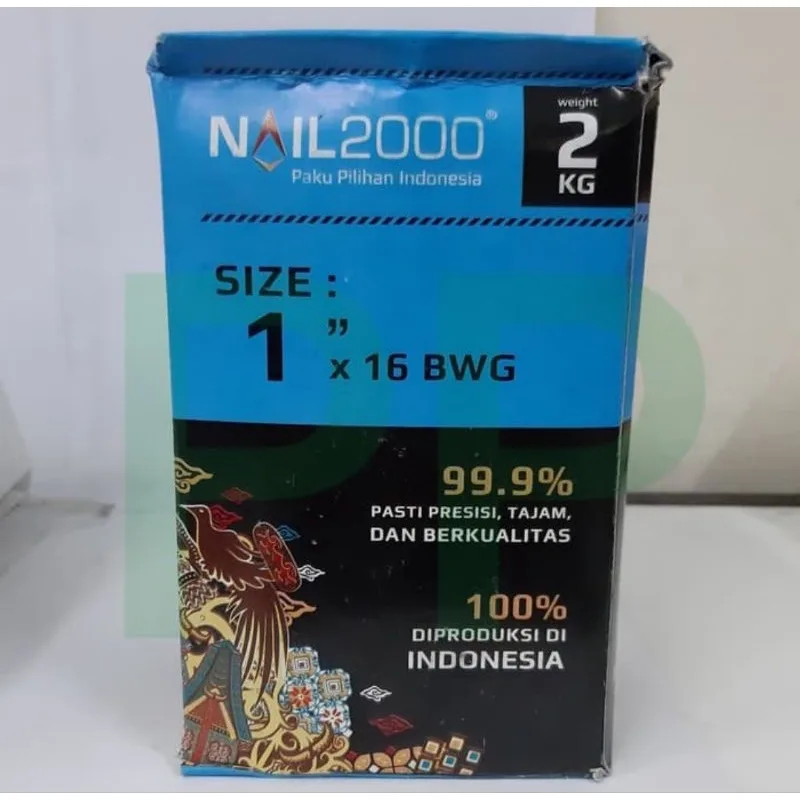 NAIL2000®
Paku Pilihan Indonesia
weight
2
KG
SIZE :
1" x 16 BWG
99.9%
PASTI PRESISI, TAJAM,
DAN BERKUALITAS
100%
DIPRODUKSI DI
INDONESIA
PP